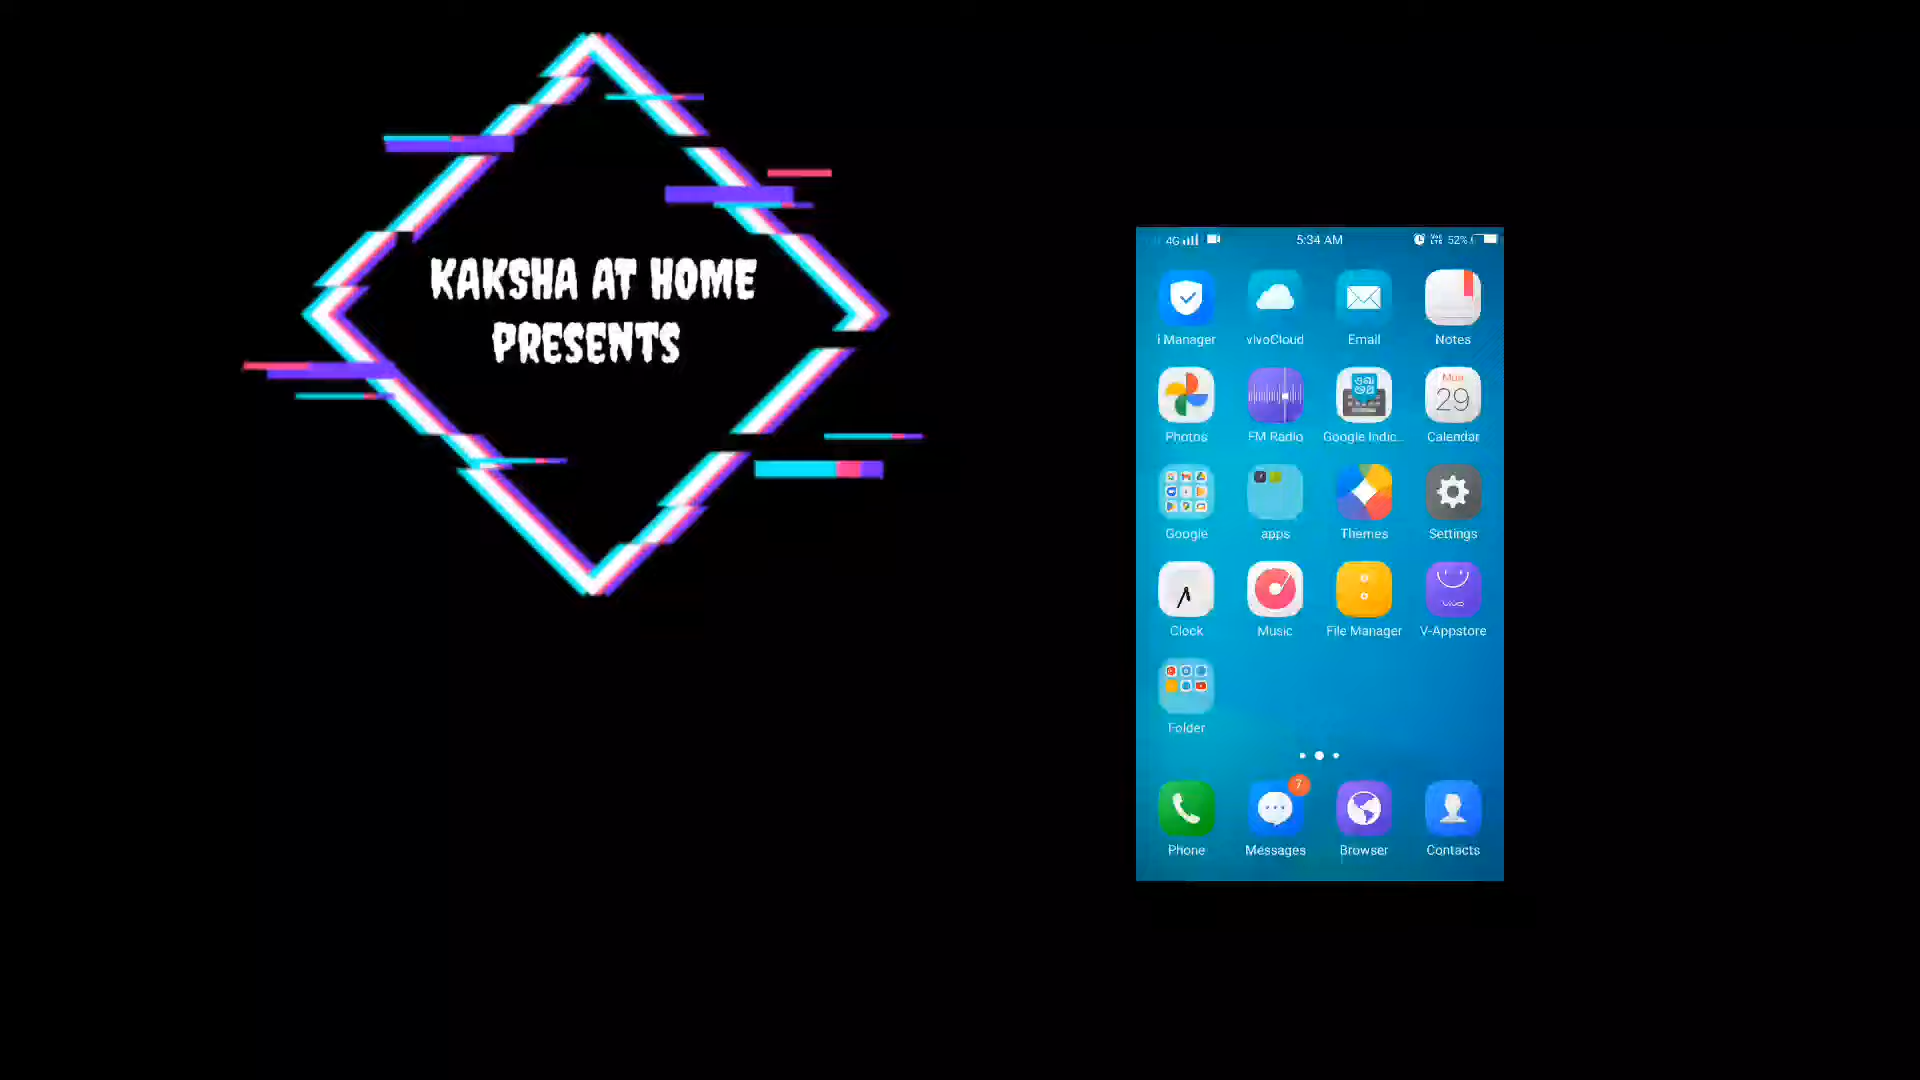 KAKSHA AT HOME
PRESENTS
4G 5:34 AM 52%
i Manager vivoCloud Email Notes
Mon
29
Photos FM Radio Google Indic... Calendar
Google apps Themes Settings
Clock Music File Manager V-Appstore
Folder
7
Phone Messages Browser Contacts